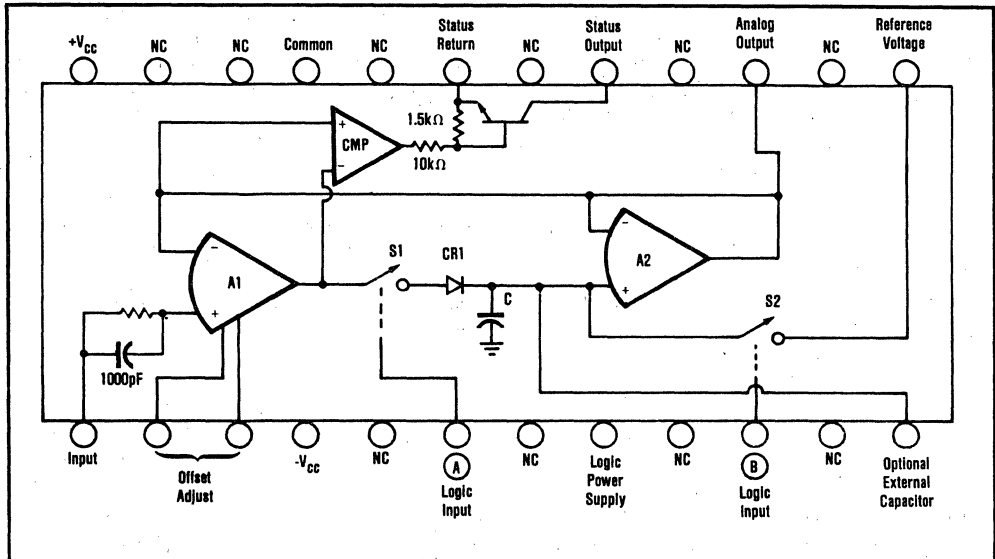 +VCC
NC
NC
Common
NC
Status
Return
NC
Status
Output
NC
Analog
Output
NC
Reference
Voltage
1.5kΩ
+
CMP
−
10kΩ
−
A1
+
S1
CR1
C
−
A2
+
S2
1000pF
Input
Offset
Adjust
-VCC
NC
A
Logic
Input
NC
Logic
Power
Supply
NC
B
Logic
Input
NC
Optional
External
Capacitor